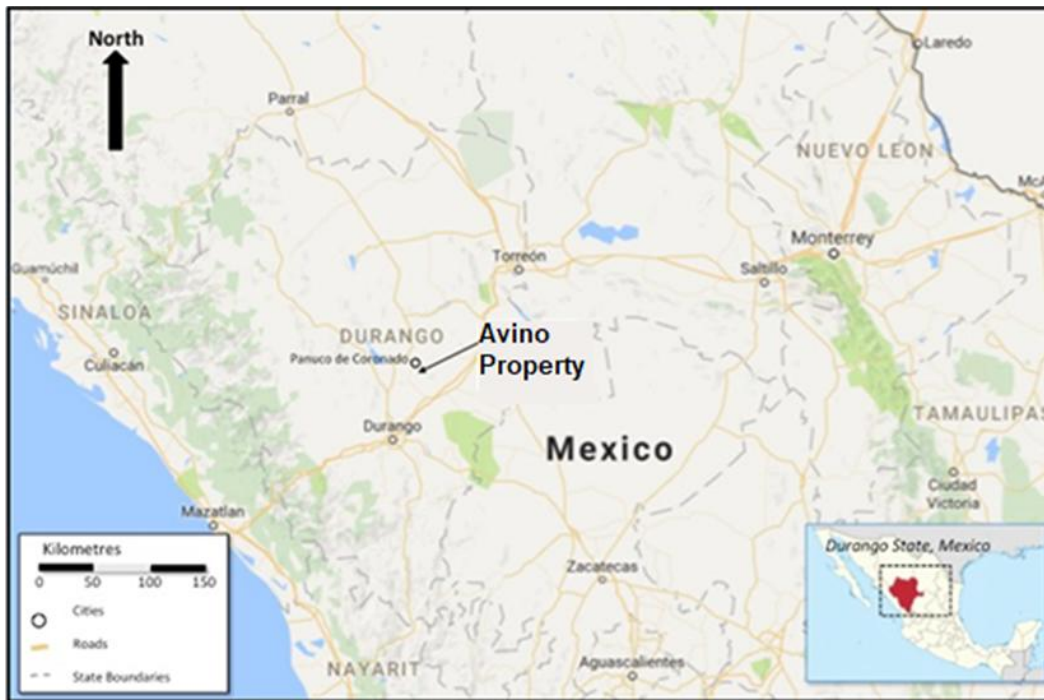 North
Laredo
Parral
NUEVO LEON
McA
Monterrey
Torreón
Saltillo
Guamúchil
SINALOA
DURANGO
Avino
Property
Panuco de Coronado
Culiacán
TAMAULIPAS
Durango
Mexico
Ciudad
Victoria
Mazatlan
Kilometres
0 50 100 150
Cities
Roads
State Boundaries
Zacatecas
Durango State, Mexico
NAYARIT
Aguascalientes